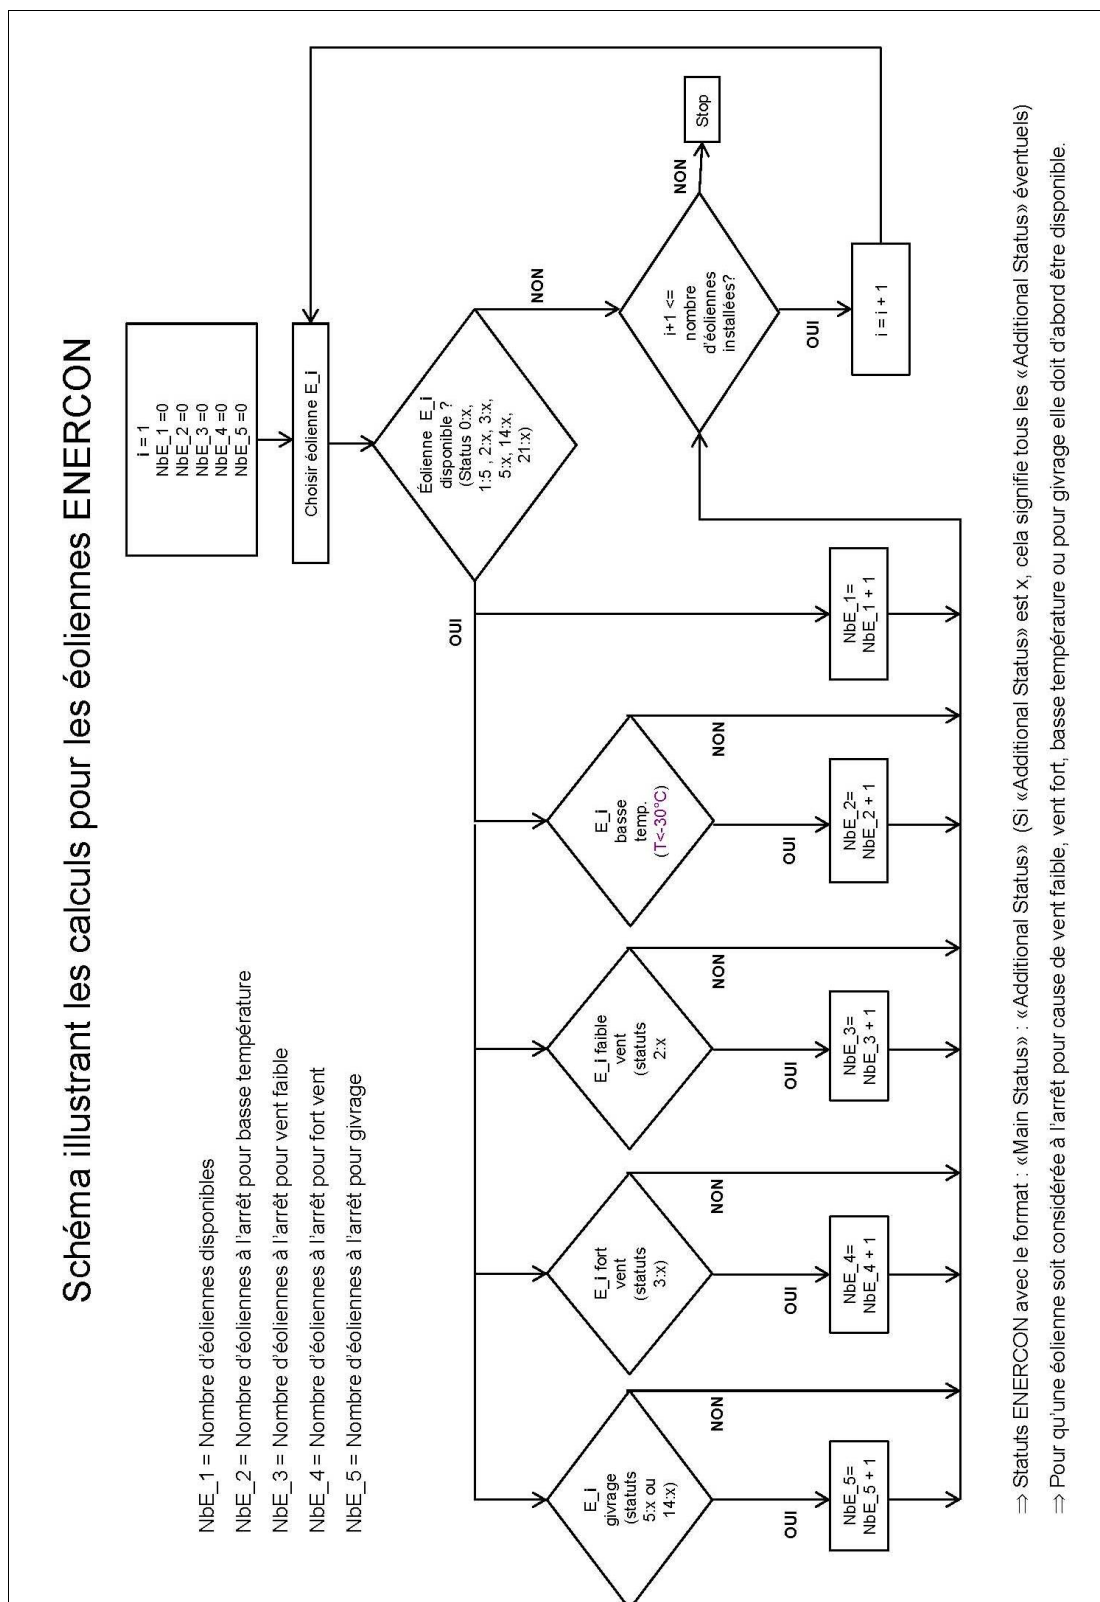 Schéma illustrant les calculs pour les éoliennes ENERCON
NbE_1 = Nombre d'éoliennes disponibles
NbE_2 = Nombre d'éoliennes à l'arrêt pour basse température
NbE_3 = Nombre d'éoliennes à l'arrêt pour vent faible
NbE_4 = Nombre d'éoliennes à l'arrêt pour fort vent
NbE_5 = Nombre d'éoliennes à l'arrêt pour givrage
i = 1
NbE_1 =0
NbE_2 =0
NbE_3 =0
NbE_4 =0
NbE_5 =0
Choisir éolienne E_i
Éolienne E_i
disponible ?
(Status 0:x,
1:5 , 2:x, 3:x,
5:x, 14:x,
21:x)
OUI
NON
E_i
givrage
(statuts
5:x ou
14:x)
NON
OUI
NbE_5=
NbE_5 + 1
E_i fort
vent
(statuts
3:x)
NON
OUI
NbE_4=
NbE_4 + 1
E_i faible
vent
(statuts
2:x
NON
OUI
NbE_3=
NbE_3 + 1
E_i
basse
temp.
(T<-30°C)
NON
OUI
NbE_2=
NbE_2 + 1
NbE_1=
NbE_1 + 1
i+1 <=
nombre
d'éoliennes
installées?
NON
Stop
OUI
i = i + 1
⇒ Statuts ENERCON avec le format : «Main Status» : «Additional Status» (Si «Additional Status» est x, cela signifie tous les «Additional Status» éventuels)
⇒ Pour qu'une éolienne soit considérée à l'arrêt pour cause de vent faible, vent fort, basse température ou pour givrage elle doit d'abord être disponible.